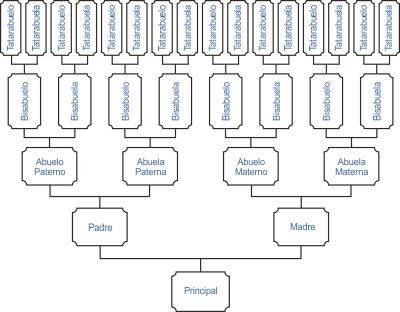 Tatarabuelo
Tatarabuela
Tatarabuelo
Tatarabuela
Tatarabuelo
Tatarabuela
Tatarabuelo
Tatarabuela
Tatarabuelo
Tatarabuela
Tatarabuelo
Tatarabuela
Tatarabuelo
Tatarabuela
Tatarabuelo
Tatarabuela
Bisabuelo
Bisabuela
Bisabuelo
Bisabuela
Bisabuelo
Bisabuela
Bisabuelo
Bisabuela
Abuelo
Paterno
Abuela
Paterna
Abuelo
Materno
Abuela
Materna
Padre
Madre
Principal